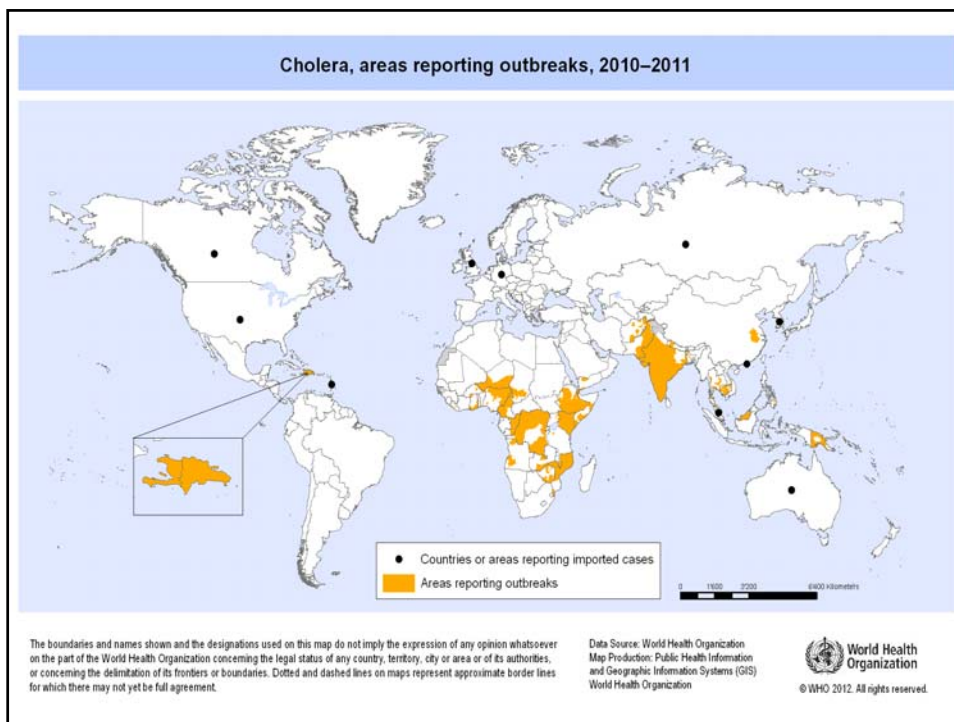 Cholera, areas reporting outbreaks, 2010–2011
Countries or areas reporting imported cases
Areas reporting outbreaks
0
Kilometers
The boundaries and names shown and the designations used on this map do not imply the expression of any opinion whatsoever
on the part of the World Health Organization concerning the legal status of any country, territory, city or area or of its authorities,
or concerning the delimitation of its frontiers or boundaries. Dotted and dashed lines on maps represent approximate border lines
for which there may not yet be full agreement.
Data Source: World Health Organization
Map Production: Public Health Information
and Geographic Information Systems (GIS)
World Health Organization
World Health
Organization
© WHO 2012. All rights reserved.